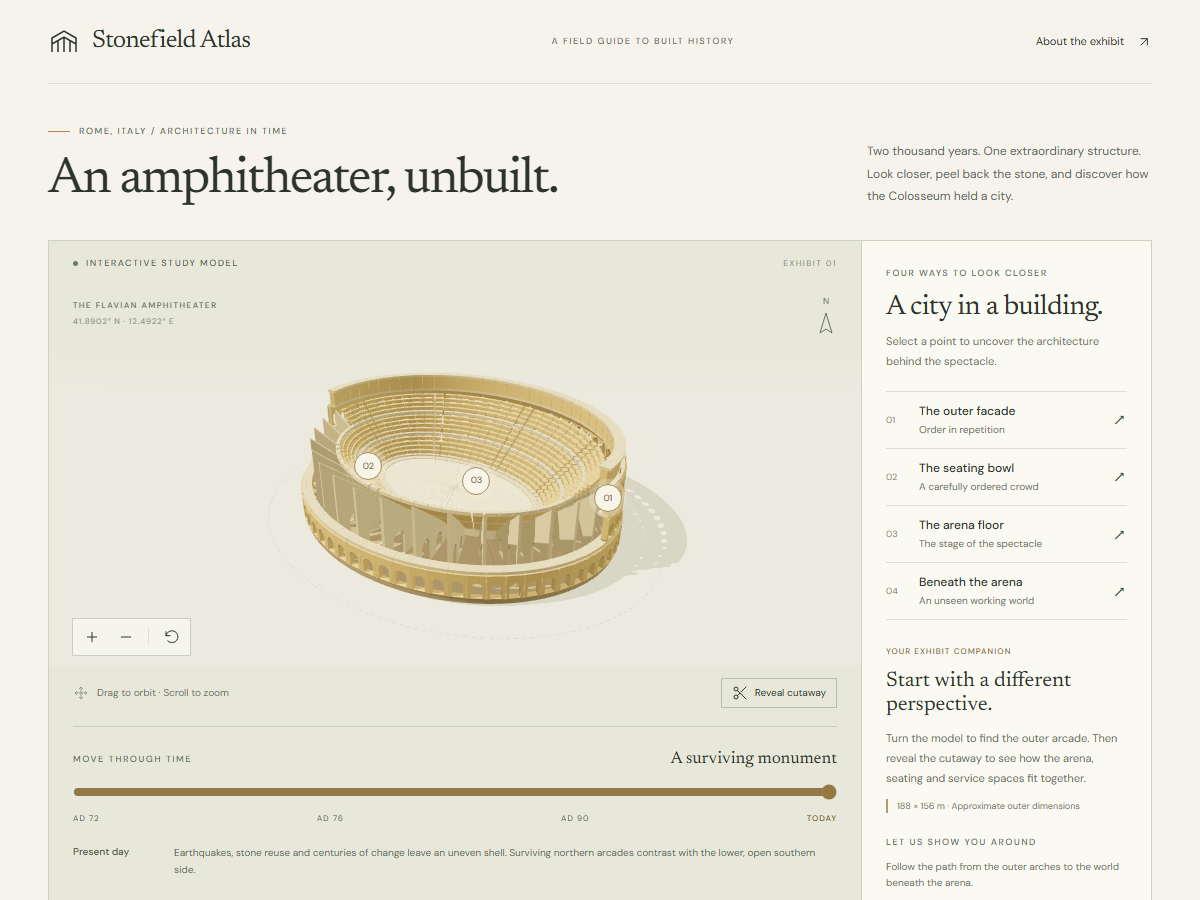 Stonefield Atlas
A FIELD GUIDE TO BUILT HISTORY
About the exhibit
ROME, ITALY / ARCHITECTURE IN TIME
An amphitheater, unbuilt.
Two thousand years. One extraordinary structure.
Look closer, peel back the stone, and discover how
the Colosseum held a city.
INTERACTIVE STUDY MODEL
EXHIBIT 01
THE FLAVIAN AMPHITHEATER
41.8902° N · 12.4922° E
N
02
03
01
+
−
Drag to orbit · Scroll to zoom
Reveal cutaway
MOVE THROUGH TIME
A surviving monument
AD 72
AD 76
AD 90
TODAY
Present day
Earthquakes, stone reuse and centuries of change leave an uneven shell. Surviving northern arcades contrast with the lower, open southern
side.
FOUR WAYS TO LOOK CLOSER
A city in a building.
Select a point to uncover the architecture
behind the spectacle.
01
The outer facade
Order in repetition
02
The seating bowl
A carefully ordered crowd
03
The arena floor
The stage of the spectacle
04
Beneath the arena
An unseen working world
YOUR EXHIBIT COMPANION
Start with a different
perspective.
Turn the model to find the outer arcade. Then
reveal the cutaway to see how the arena,
seating and service spaces fit together.
188 × 156 m · Approximate outer dimensions
LET US SHOW YOU AROUND
Follow the path from the outer arches to the world
beneath the arena.